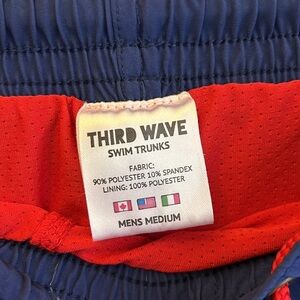 THIRD WAVE
SWIM TRUNKS
FABRIC:
90% POLYESTER 10% SPANDEX
LINING: 100% POLYESTER
MENS MEDIUM